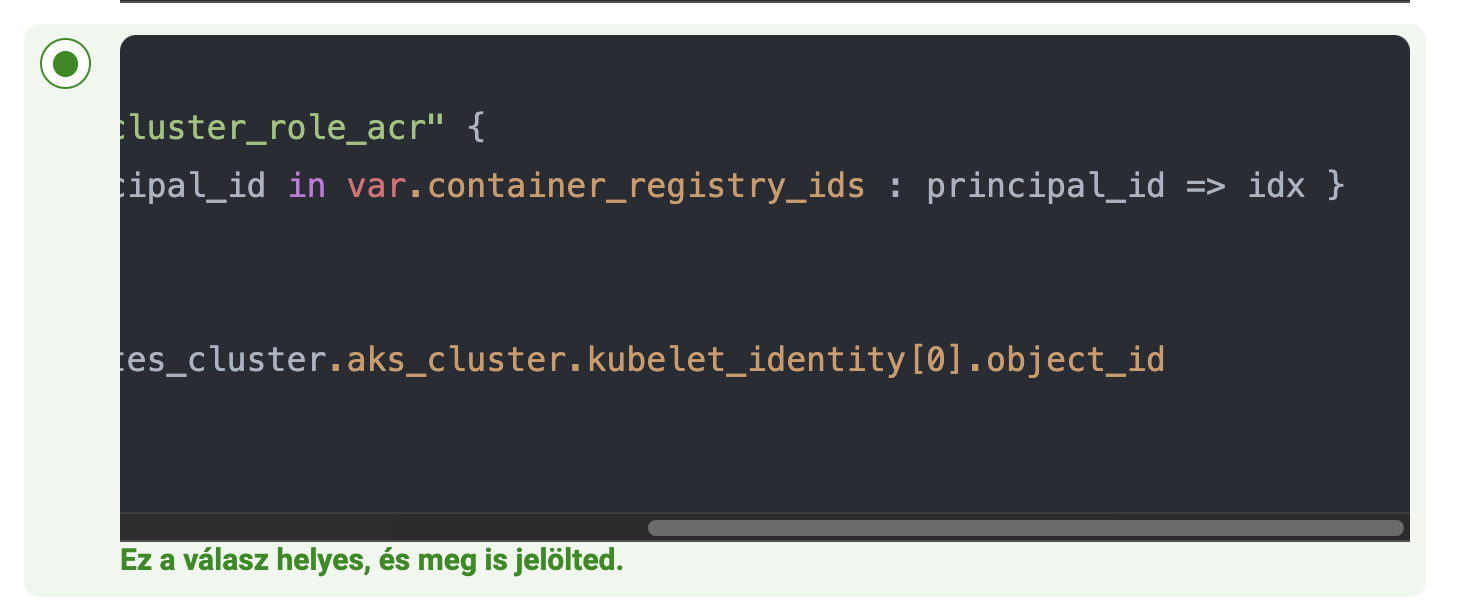 cluster_role_acr" {
cipal_id in var.container_registry_ids : principal_id => idx }
tes_cluster.aks_cluster.kubelet_identity[0].object_id
Ez a válasz helyes, és meg is jelölted.